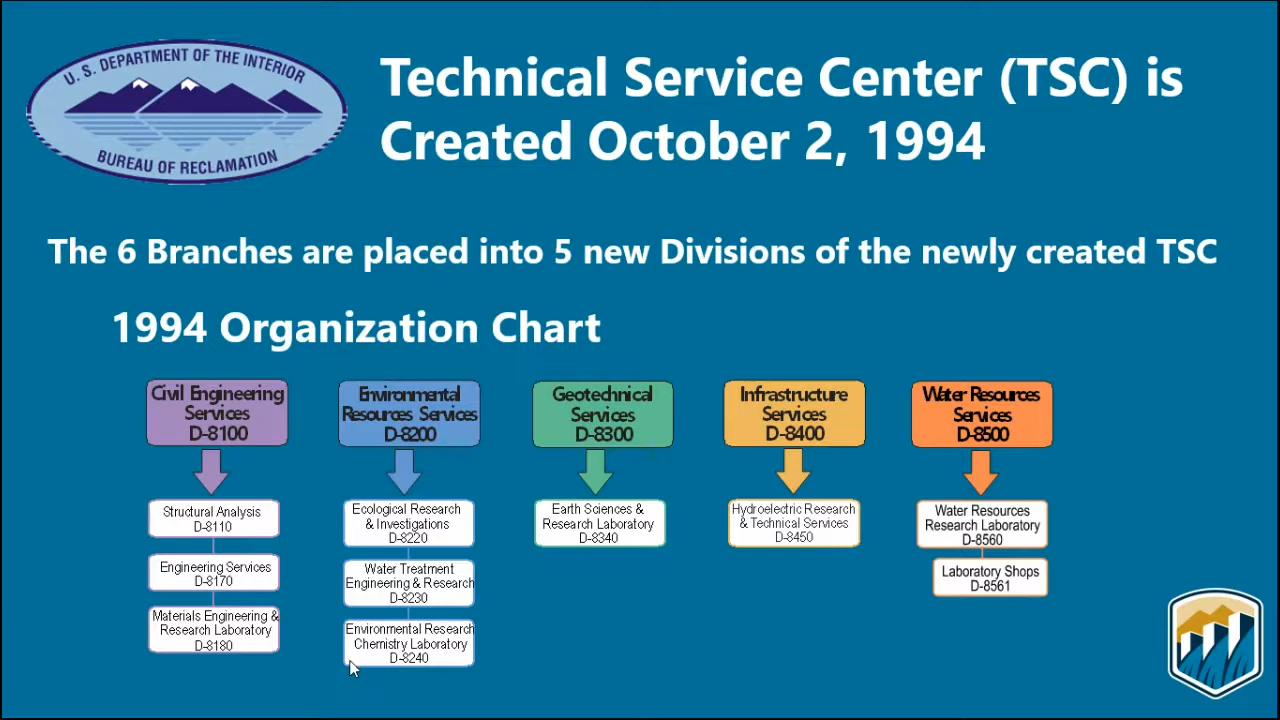 U. S. DEPARTMENT OF THE INTERIOR
BUREAU OF RECLAMATION
Technical Service Center (TSC) is
Created October 2, 1994
The 6 Branches are placed into 5 new Divisions of the newly created TSC
1994 Organization Chart
Civil Engineering
Services
D-8100
Structural Analysis
D-8110
Engineering Services
D-8170
Materials Engineering &
Research Laboratory
D-8180
Environmental
Resources Services
D-8200
Ecological Research
& Investigations
D-8220
Water Treatment
Engineering & Research
D-8230
Environmental Research
Chemistry Laboratory
D-8240
Geotechnical
Services
D-8300
Earth Sciences &
Research Laboratory
D-8340
Infrastructure
Services
D-8400
Hydroelectric Research
& Technical Services
D-8450
Water Resources
Services
D-8500
Water Resources
Research Laboratory
D-8560
Laboratory Shops
D-8561